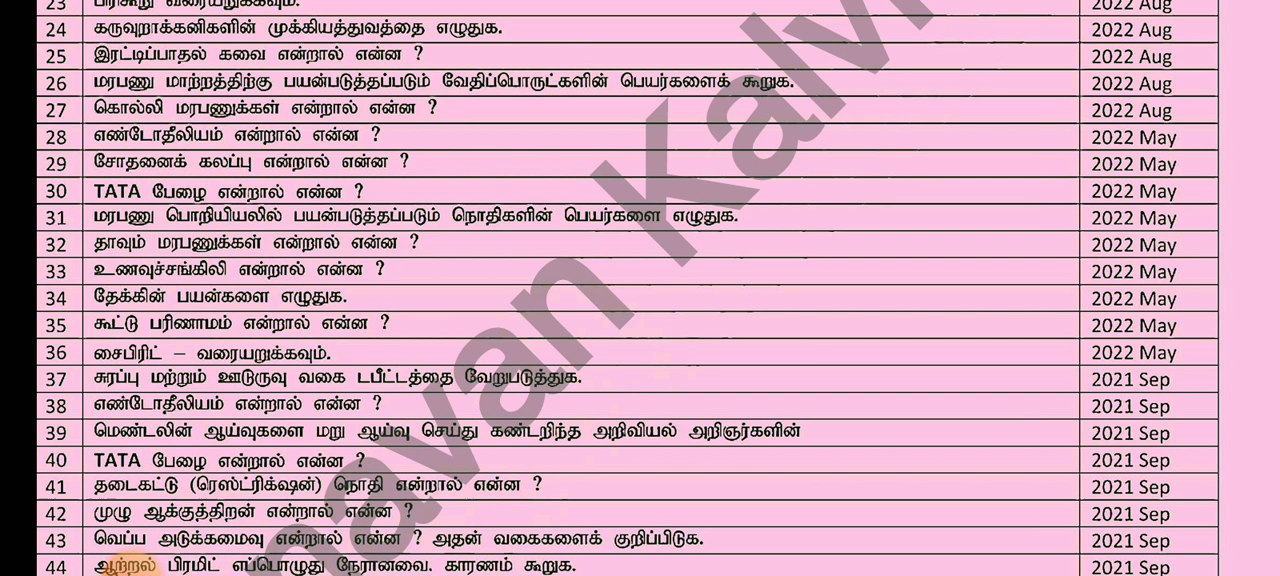 23 பரிகூறு வரையறுக்கவும். 2022 Aug
24 கருவுறாக்கனிகளின் முக்கியத்துவத்தை எழுதுக. 2022 Aug
25 இரட்டிப்பாதல் கவை என்றால் என்ன ? 2022 Aug
26 மரபணு மாற்றத்திற்கு பயன்படுத்தப்படும் வேதிப்பொருட்களின் பெயர்களைக் கூறுக. 2022 Aug
27 கொல்லி மரபணுக்கள் என்றால் என்ன ? 2022 Aug
28 எண்டோதீலியம் என்றால் என்ன ? 2022 May
29 சோதனைக் கலப்பு என்றால் என்ன ? 2022 May
30 TATA பேழை என்றால் என்ன ? 2022 May
31 மரபணு பொறியியலில் பயன்படுத்தப்படும் நொதிகளின் பெயர்களை எழுதுக. 2022 May
32 தாவும் மரபணுக்கள் என்றால் என்ன ? 2022 May
33 உணவுச்சங்கிலி என்றால் என்ன ? 2022 May
34 தேக்கின் பயன்களை எழுதுக. 2022 May
35 கூட்டு பரிணாமம் என்றால் என்ன ? 2022 May
36 சைபிரிட் – வரையறுக்கவும். 2022 May
37 சுரப்பு மற்றும் ஊடுருவு வகை டபீட்டத்தை வேறுபடுத்துக. 2021 Sep
38 எண்டோதீலியம் என்றால் என்ன ? 2021 Sep
39 மெண்டலின் ஆய்வுகளை மறு ஆய்வு செய்து கண்டறிந்த அறிவியல் அறிஞர்களின் 2021 Sep
40 TATA பேழை என்றால் என்ன ? 2021 Sep
41 தடைகட்டு (ரெஸ்ட்ரிக்‌ஷன்) நொதி என்றால் என்ன ? 2021 Sep
42 முழு ஆக்குத்திறன் என்றால் என்ன ? 2021 Sep
43 வெப்ப அடுக்கமைவு என்றால் என்ன ? அதன் வகைகளைக் குறிப்பிடுக. 2021 Sep
44 ஆற்றல் பிரமிட் எப்பொழுது நேரானவை. காரணம் கூறுக. 2021 Sep